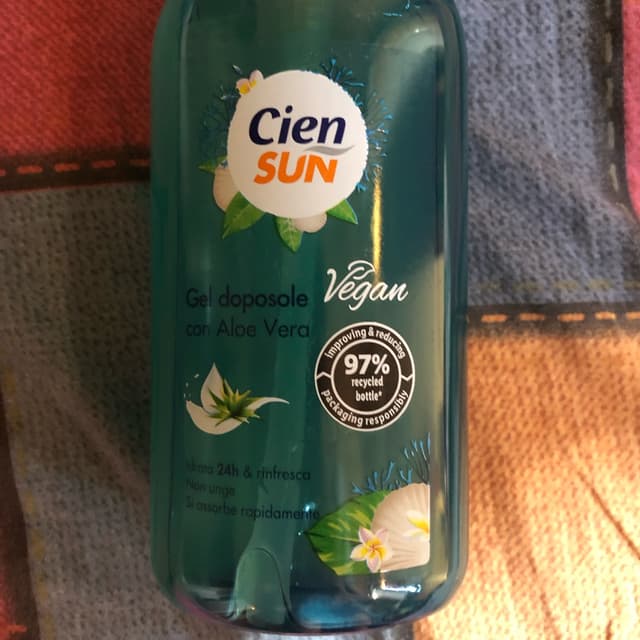 Cien
SUN
Gel doposole
con Aloe Vera
Vegan
Improving & reducing
97%
recycled
bottle*
packaging responsibly
Idrata 24h & rinfresca
Non unge
Si assorbe rapidamente